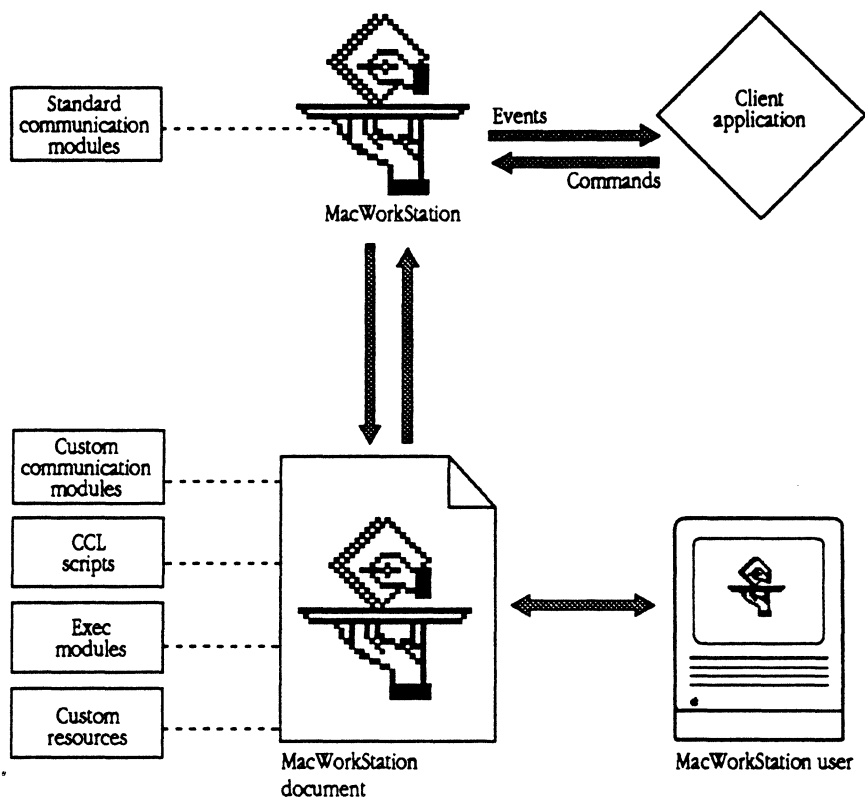 Standard
communication
modules
Events
Commands
Client
application
MacWorkStation
Custom
communication
modules
CCL
scripts
Exec
modules
Custom
resources
MacWorkStation
document
MacWorkStation user